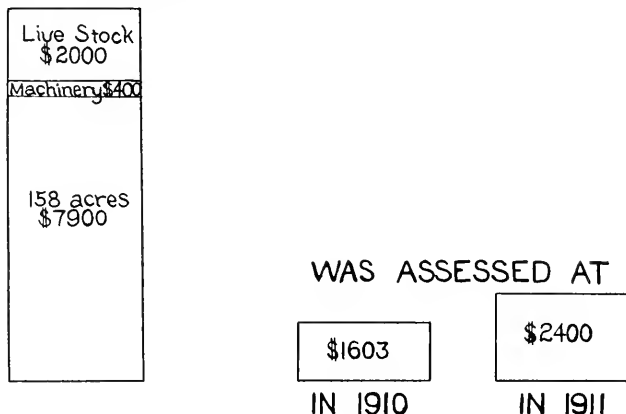 Live Stock
$2000
Machinery $400
158 acres
$7900
WAS ASSESSED AT
$1603
$2400
IN 1910
IN 1911